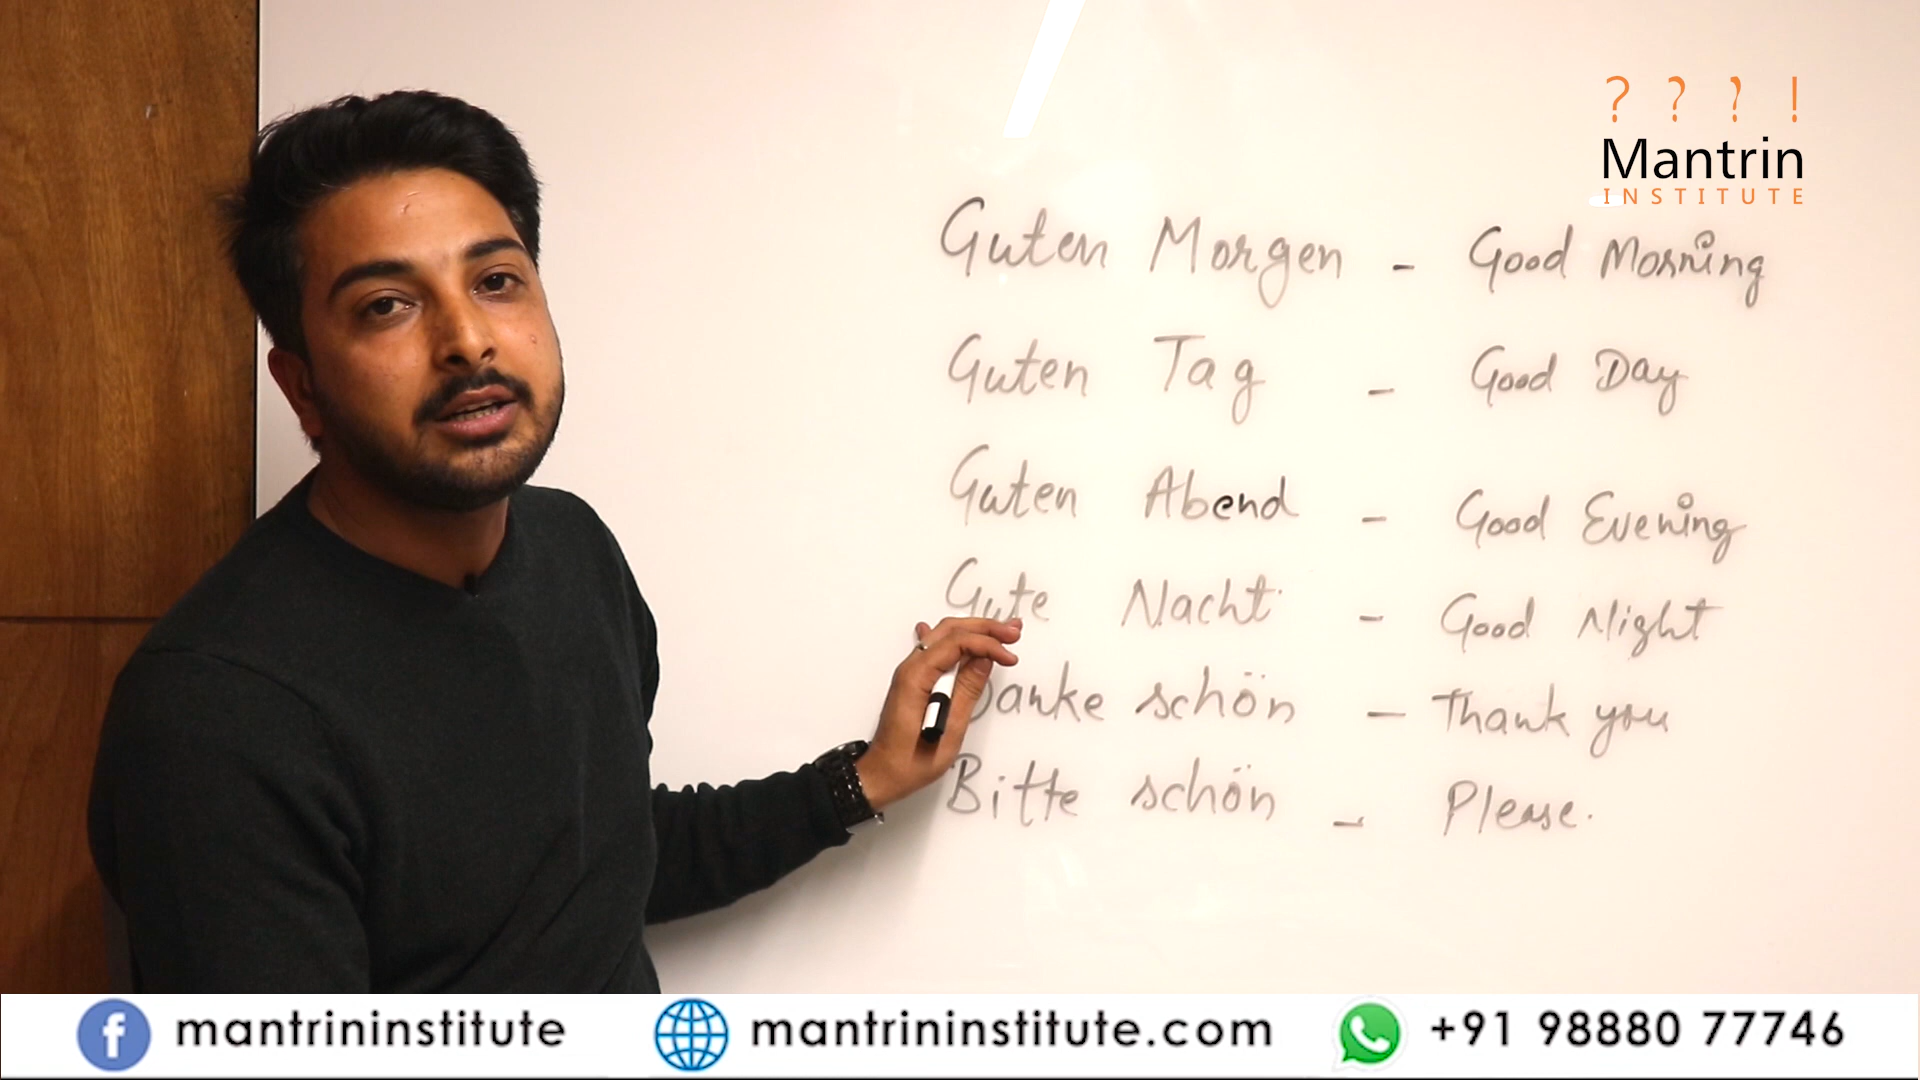 ? ? ? !
Mantrin
INSTITUTE
Guten Morgen - Good Morning
Guten Tag - Good Day
Guten Abend - Good Evening
Gute Nacht - Good Night
Danke schön - Thank you
Bitte schön - Please.
mantrininstitute mantrininstitute.com +91 98880 77746